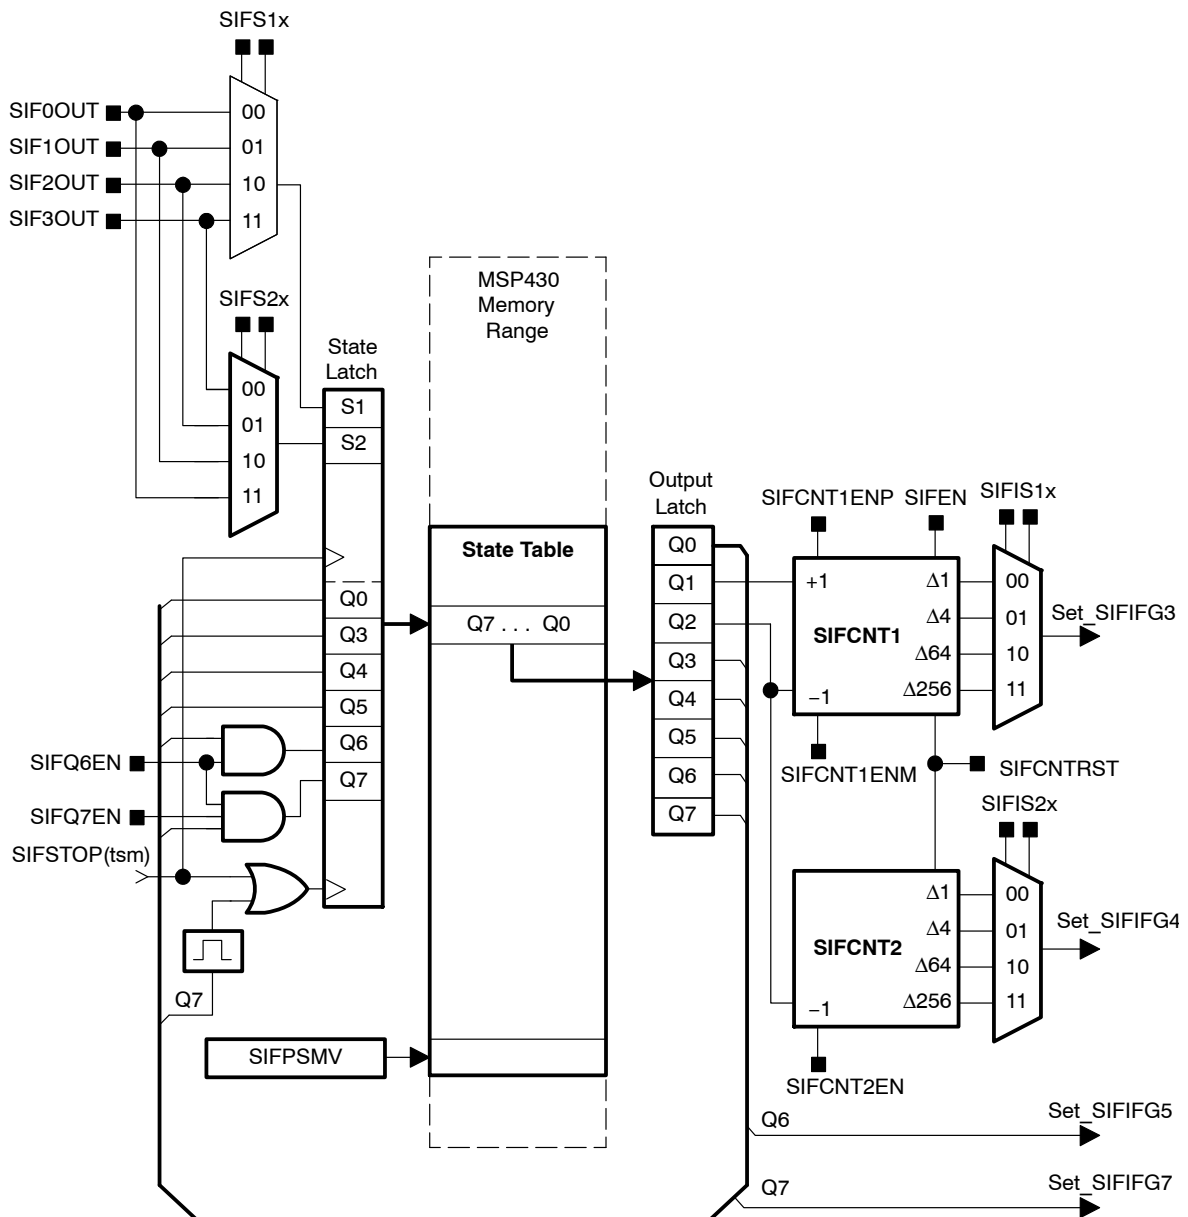 SIFS1x
SIF0OUT
SIF1OUT
SIF2OUT
SIF3OUT
00
01
10
11
SIFS2x
00
01
10
11
State
Latch
S1
S2
Q0
Q3
Q4
Q5
Q6
Q7
SIFQ6EN
SIFQ7EN
SIFSTOP(tsm)
Q7
SIFPSMV
MSP430
Memory
Range
State Table
Q7 . . . Q0
Output
Latch
Q0
Q1
Q2
Q3
Q4
Q5
Q6
Q7
SIFCNT1ENP
SIFEN
SIFIS1x
+1
Δ1
Δ4
SIFCNT1
Δ64
−1
Δ256
00
01
10
11
Set_SIFIFG3
SIFCNT1ENM
SIFCNTRST
SIFIS2x
Δ1
Δ4
SIFCNT2
Δ64
−1
Δ256
00
01
10
11
Set_SIFIFG4
SIFCNT2EN
Q6
Set_SIFIFG5
Q7
Set_SIFIFG7